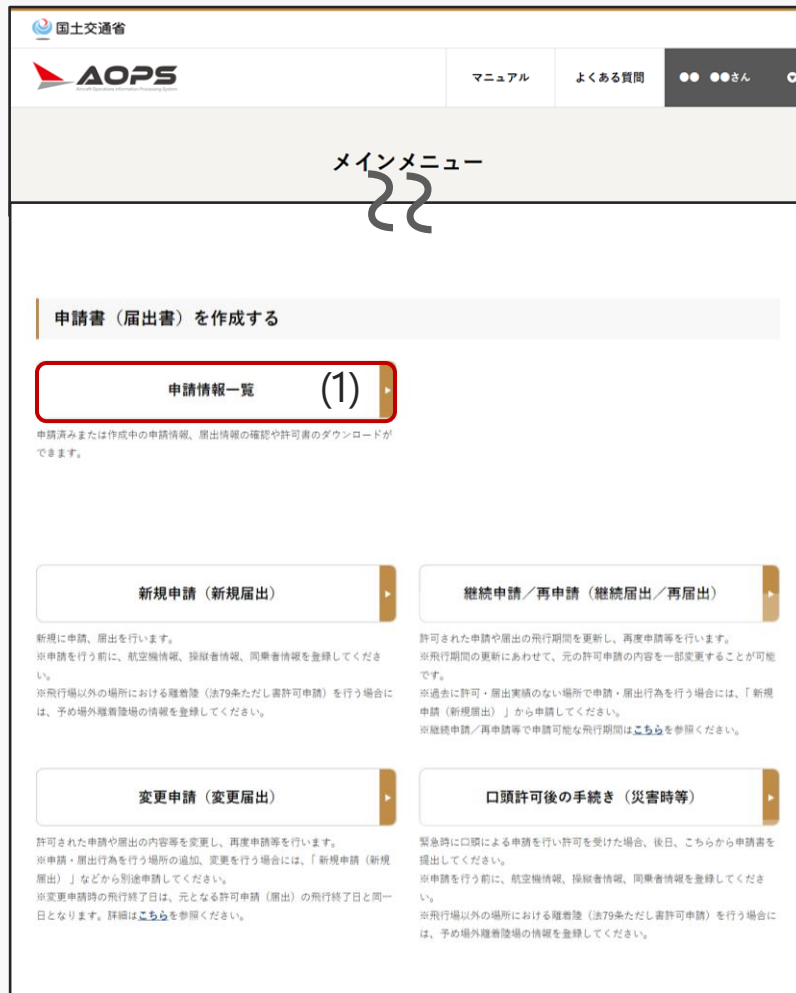 国土交通省
AOPS
Aircraft Operations Information Processing System
マニュアル
よくある質問
●● ●●さん
メインメニュー
申請書（届出書）を作成する
申請情報一覧
(1)
申請済みまたは作成中の申請情報、届出情報の確認や許可書のダウンロードが
できます。
新規申請（新規届出）
新規に申請、届出を行います。
※申請を行う前に、航空機情報、操縦者情報、同乗者情報を登録してくださ
い。
※飛行場以外の場所における離着陸（法79条ただし書許可申請）を行う場合に
は、予め場外離着陸場の情報を登録してください。
継続申請／再申請（継続届出／再届出）
許可された申請や届出の飛行期間を更新し、再度申請等を行います。
※飛行期間の更新にあわせて、元の許可申請の内容を一部変更することが可能
です。
※過去に許可・届出実績のない場所で申請・届出行為を行う場合には、「新規
申請（新規届出）」から申請してください。
※継続申請／再申請等で申請可能な飛行期間はこちらを参照ください。
変更申請（変更届出）
許可された申請や届出の内容等を変更し、再度申請等を行います。
※申請・届出行為を行う場所の追加、変更を行う場合には、「新規申請（新規
届出）」などから別途申請してください。
※変更申請時の飛行終了日は、元となる許可申請（届出）の飛行終了日と同一
日となります。詳細はこちらを参照ください。
口頭許可後の手続き（災害時等）
緊急時に口頭による申請を行い許可を受けた場合、後日、こちらから申請書を
提出してください。
※申請を行う前に、航空機情報、操縦者情報、同乗者情報を登録してくださ
い。
※飛行場以外の場所における離着陸（法79条ただし書許可申請）を行う場合に
は、予め場外離着陸場の情報を登録してください。